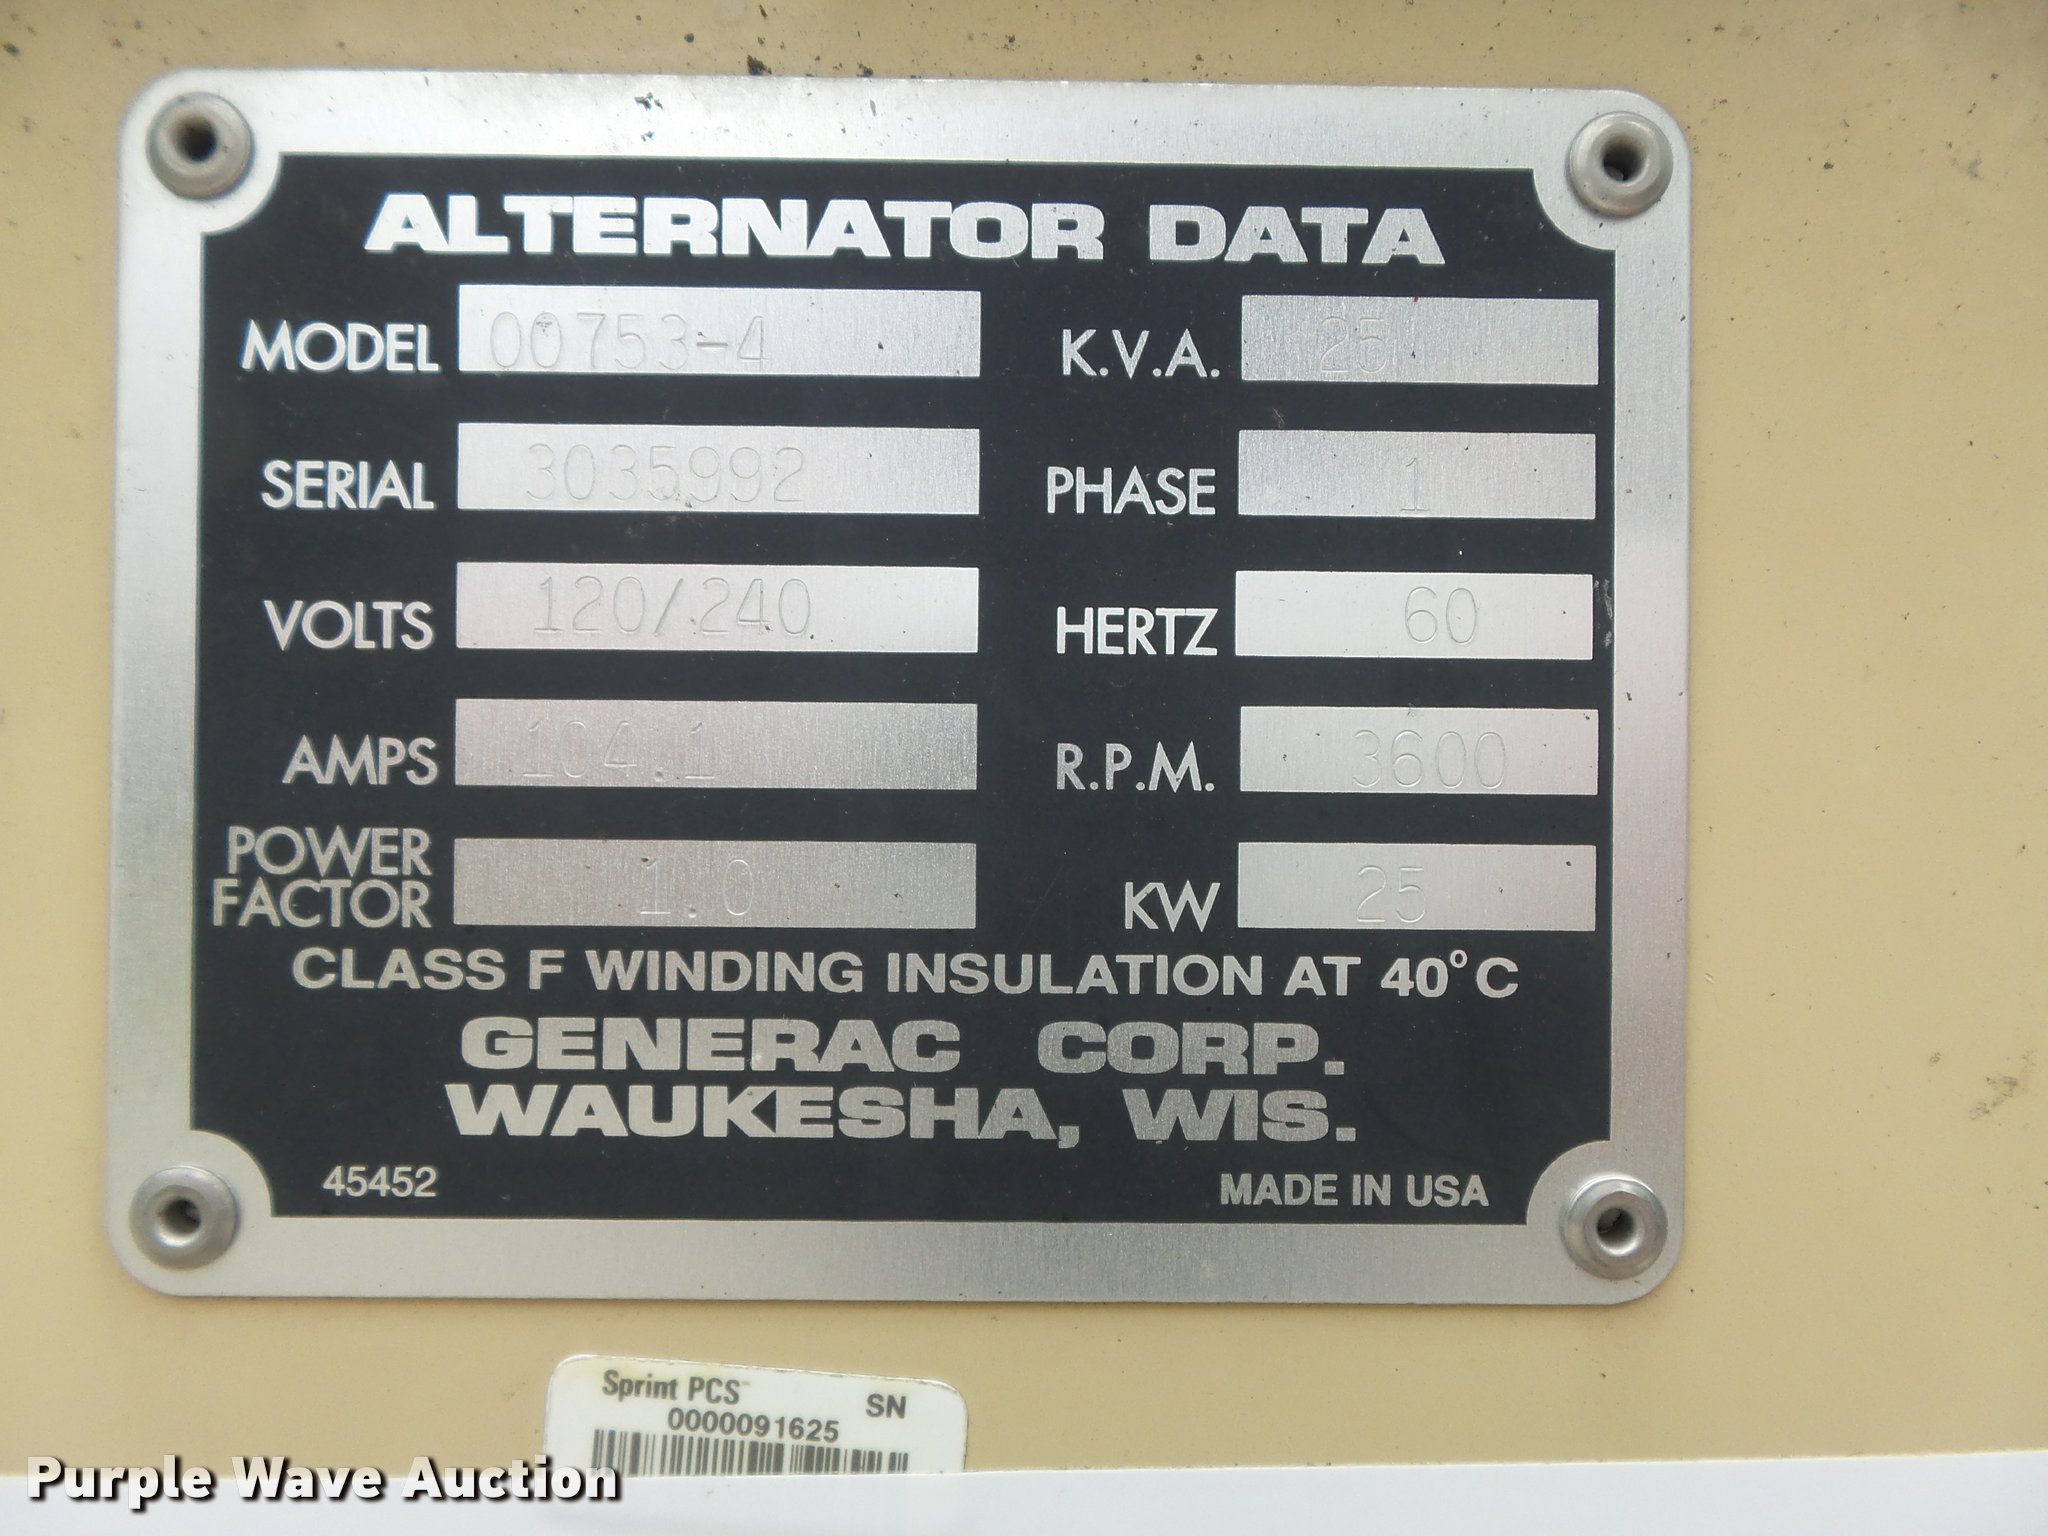 ALTERNATOR DATA
MODEL 00753-4 K.V.A. 25
SERIAL 3035992 PHASE 1
VOLTS 120/240 HERTZ 60
AMPS 104.1 R.P.M. 3600
POWER
FACTOR 1.0 KW 25
CLASS F WINDING INSULATION AT 40°C
GENERAC CORP.
WAUKESHA, WIS.
45452 MADE IN USA
Sprint PCS™ SN
0000091625
Purple Wave Auction